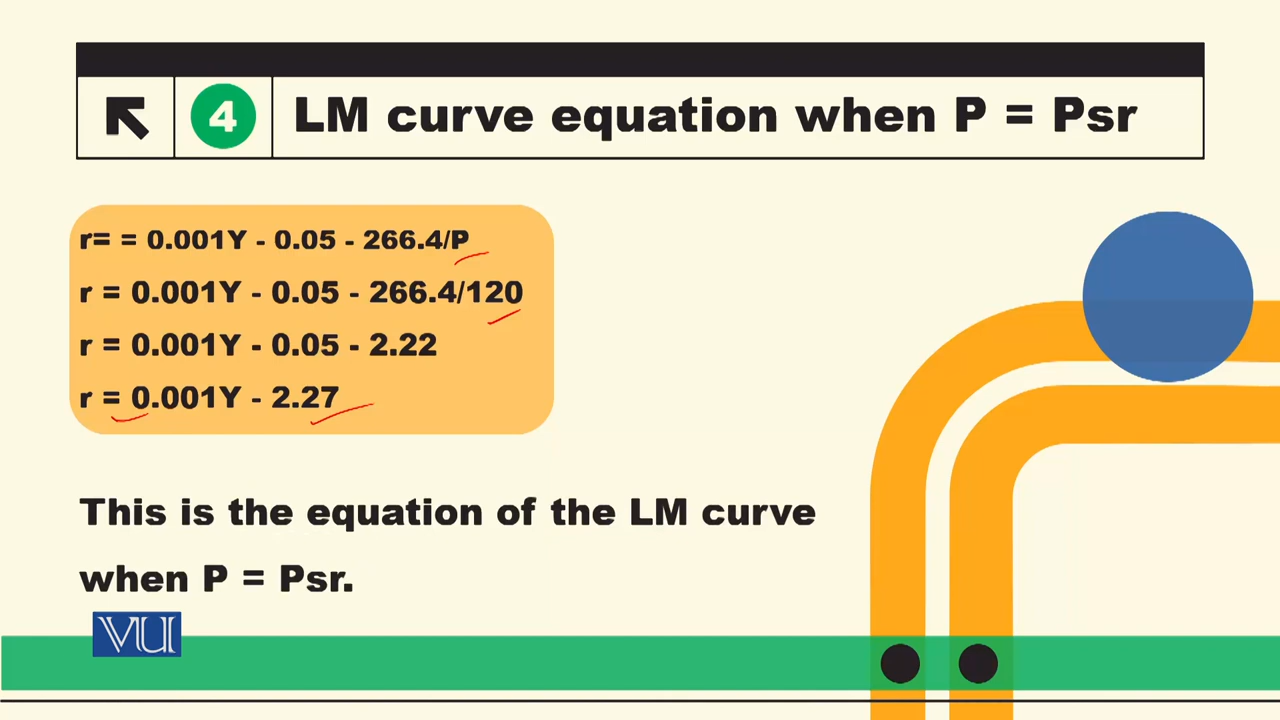 4
LM curve equation when P = Psr
r= = 0.001Y - 0.05 - 266.4/P
r = 0.001Y - 0.05 - 266.4/120
r = 0.001Y - 0.05 - 2.22
r = 0.001Y - 2.27
This is the equation of the LM curve
when P = Psr.
VU